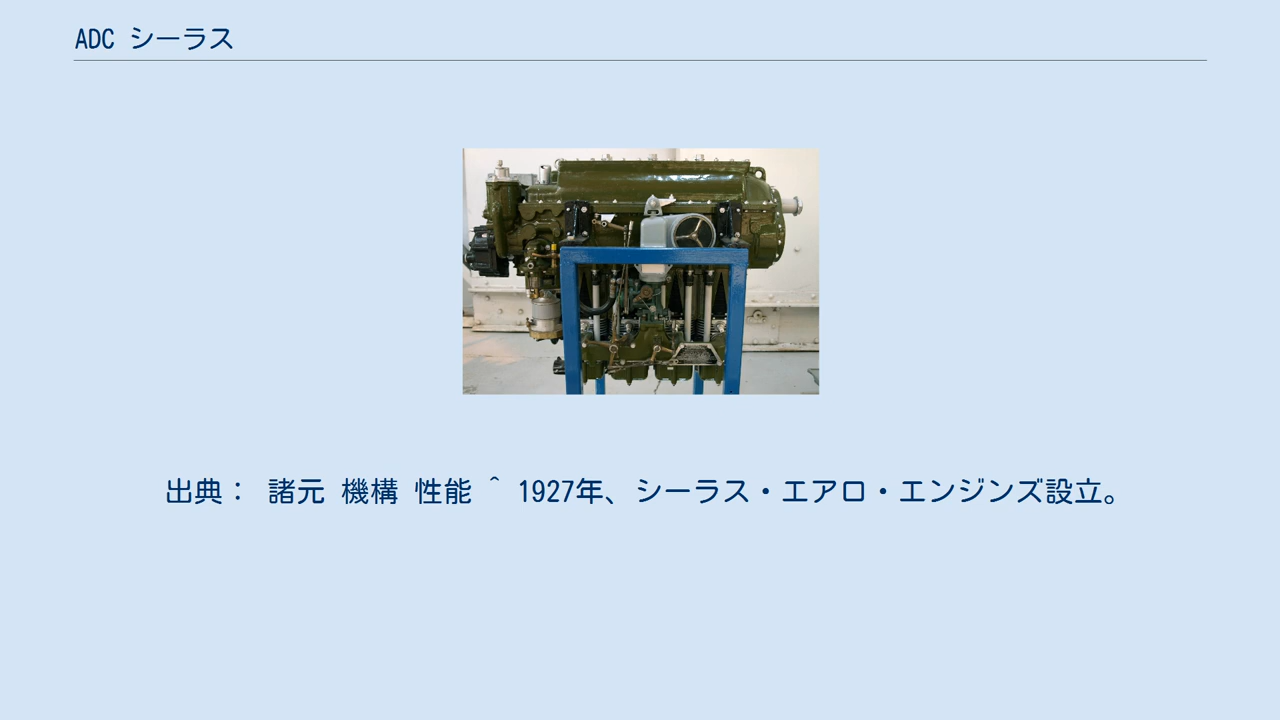 ADC シーラス
出典： 諸元 機構 性能 ^ 1927年、シーラス・エアロ・エンジンズ設立。